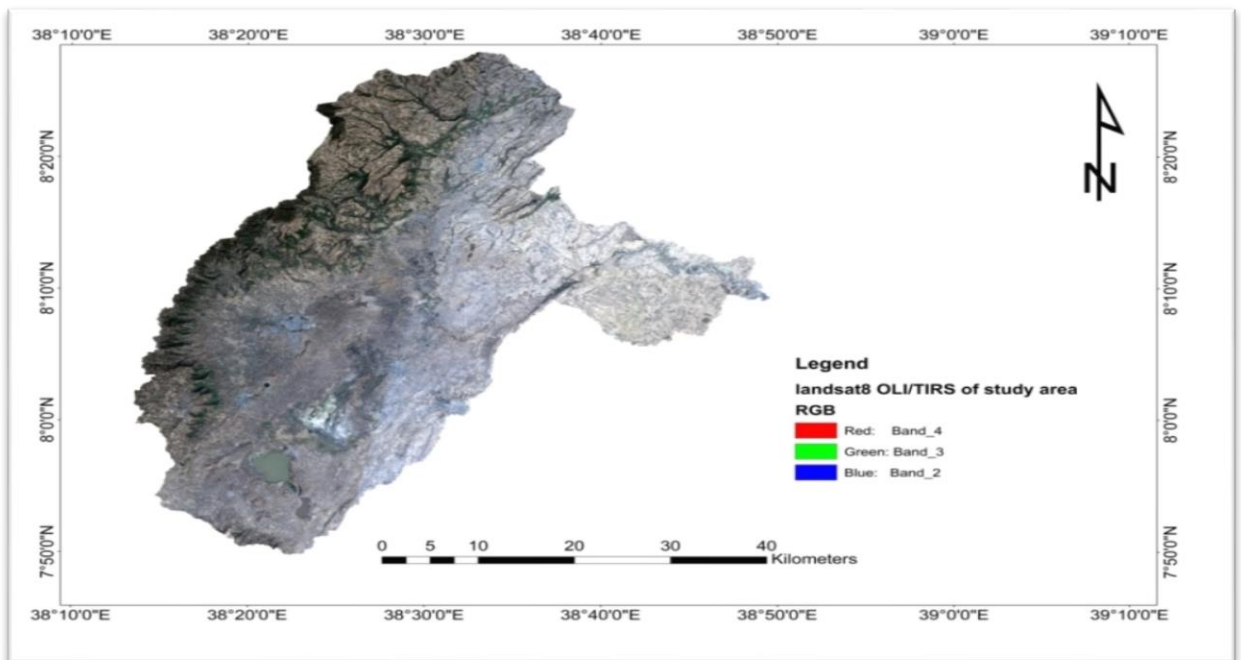 38°10'0"E 38°20'0"E 38°30'0"E 38°40'0"E 38°50'0"E 39°0'0"E 39°10'0"E
8°20'0"N 8°20'0"N
N
8°10'0"N 8°10'0"N
Legend
landsat8 OLI/TIRS of study area
RGB
8°0'0"N 8°0'0"N
Red: Band_4
Green: Band_3
Blue: Band_2
7°50'0"N 7°50'0"N
0 5 10 20 30 40
Kilometers
38°10'0"E 38°20'0"E 38°30'0"E 38°40'0"E 38°50'0"E 39°0'0"E 39°10'0"E